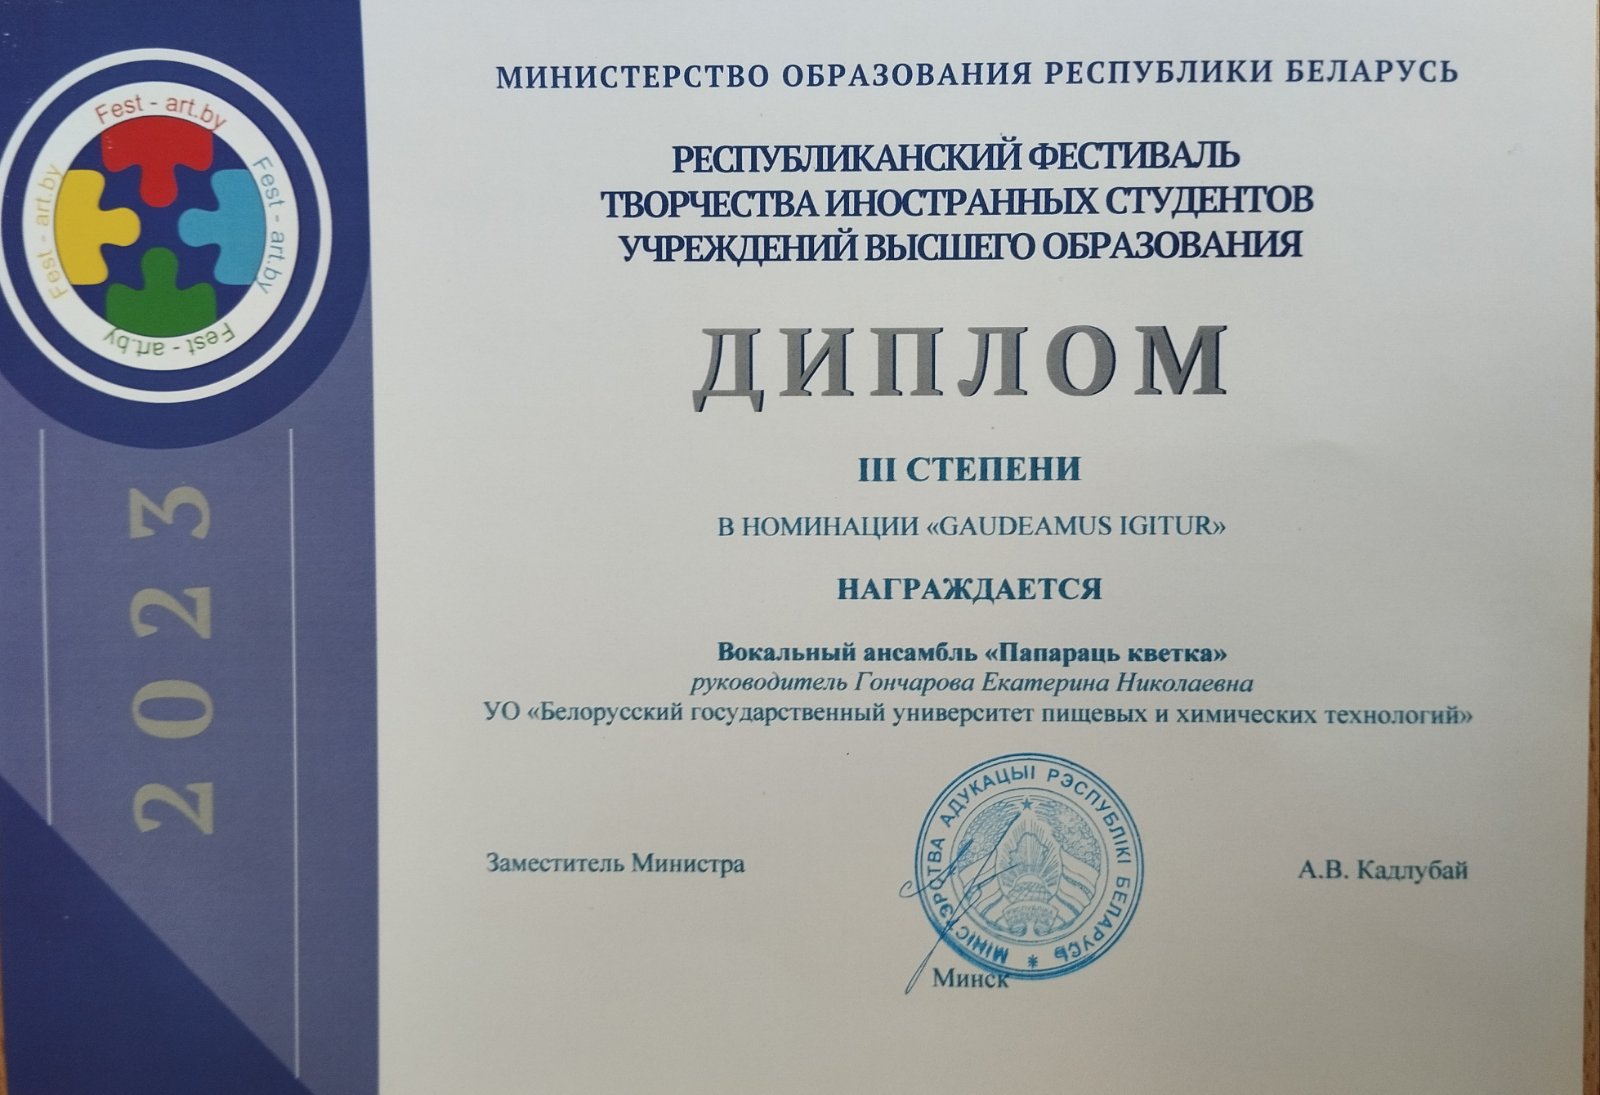 Fest - art.by
Fest - art.by
Fest - art.by
Fest - art.by
2023
МИНИСТЕРСТВО ОБРАЗОВАНИЯ РЕСПУБЛИКИ БЕЛАРУСЬ
РЕСПУБЛИКАНСКИЙ ФЕСТИВАЛЬ
ТВОРЧЕСТВА ИНОСТРАННЫХ СТУДЕНТОВ
УЧРЕЖДЕНИЙ ВЫСШЕГО ОБРАЗОВАНИЯ
ДИПЛОМ
III СТЕПЕНИ
В НОМИНАЦИИ «GAUDEAMUS IGITUR»
НАГРАЖДАЕТСЯ
Вокальный ансамбль «Папараць кветка»
руководитель Гончарова Екатерина Николаевна
УО «Белорусский государственный университет пищевых и химических технологий»
Заместитель Министра
МІНІСТЭРСТВА АДУКАЦЫІ РЭСПУБЛІКІ БЕЛАРУСЬ
А.В. Кадлубай
Минск